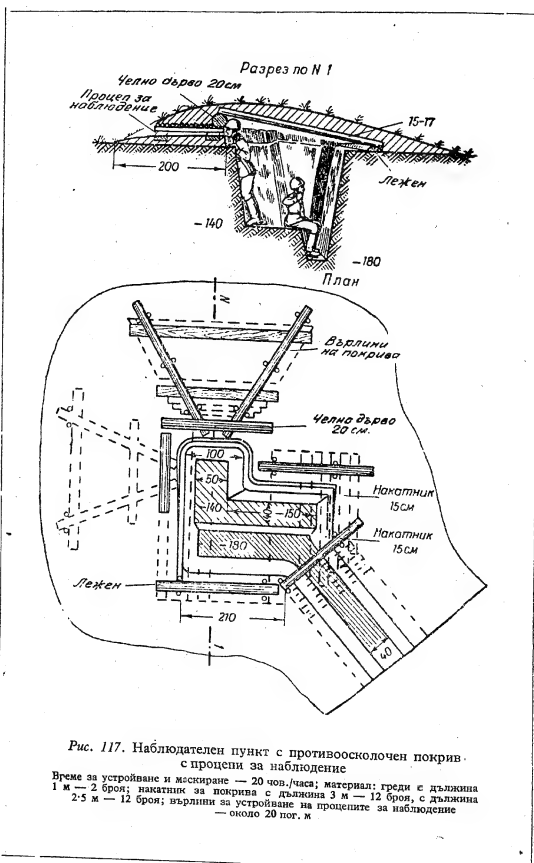 Разрез по N 1
Челно дърво 20см
Процеп за
наблюдение
15-17
200
Лежен
-140
-180
План
N
Върлини
на покрива
Челно дърво
20 см.
100
50
-140
40
-150
Накатник
15см
-180
Накатник
15см
Лежен
210
40
Рис. 117. Наблюдателен пункт с противоосколочен покрив
с процепи за наблюдение
Време за устройване и маскиране — 20 чов./часа; материал: греди с дължина
1 м — 2 броя; накатник за покрива с дължина 3 м — 12 броя, с дължина
2·5 м — 12 броя; върлини за устройване на процепите за наблюдение
— около 20 пог. м